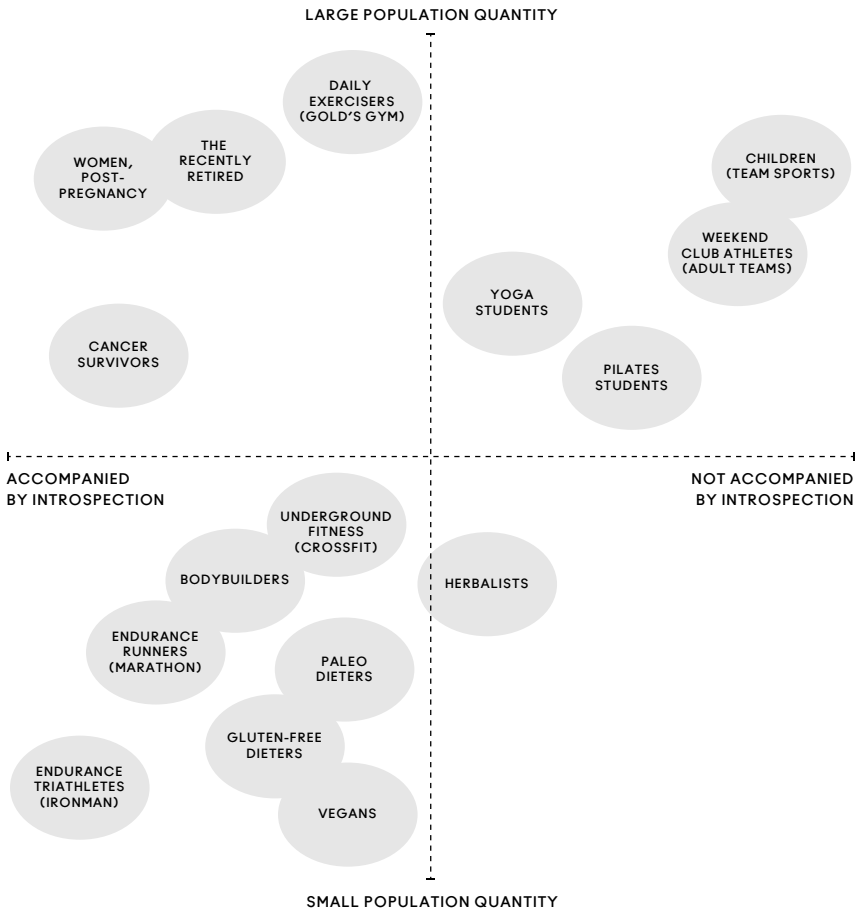 LARGE POPULATION QUANTITY
DAILY
EXERCISERS
(GOLD'S GYM)
THE
RECENTLY
RETIRED
WOMEN,
POST-
PREGNANCY
CHILDREN
(TEAM SPORTS)
WEEKEND
CLUB ATHLETES
(ADULT TEAMS)
YOGA
STUDENTS
CANCER
SURVIVORS
PILATES
STUDENTS
ACCOMPANIED
BY INTROSPECTION
NOT ACCOMPANIED
BY INTROSPECTION
UNDERGROUND
FITNESS
(CROSSFIT)
BODYBUILDERS
HERBALISTS
ENDURANCE
RUNNERS
(MARATHON)
PALEO
DIETERS
GLUTEN-FREE
DIETERS
ENDURANCE
TRIATHLETES
(IRONMAN)
VEGANS
SMALL POPULATION QUANTITY